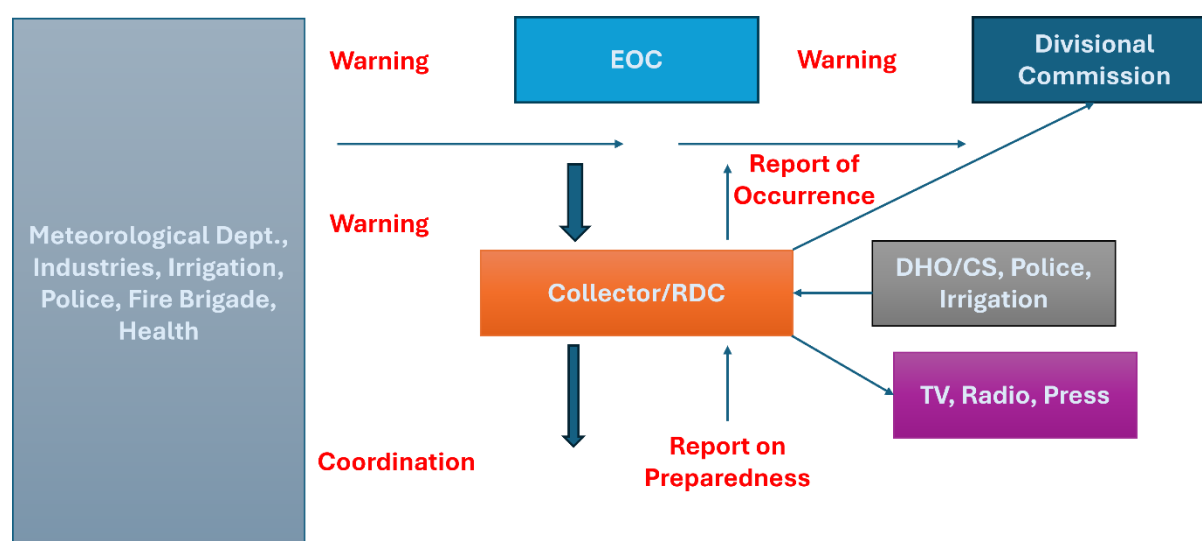 Warning
EOC
Warning
Divisional
Commission
Report of
Occurrence
Warning
Meteorological Dept.,
Industries, Irrigation,
Police, Fire Brigade,
Health
Collector/RDC
DHO/CS, Police,
Irrigation
TV, Radio, Press
Coordination
Report on
Preparedness